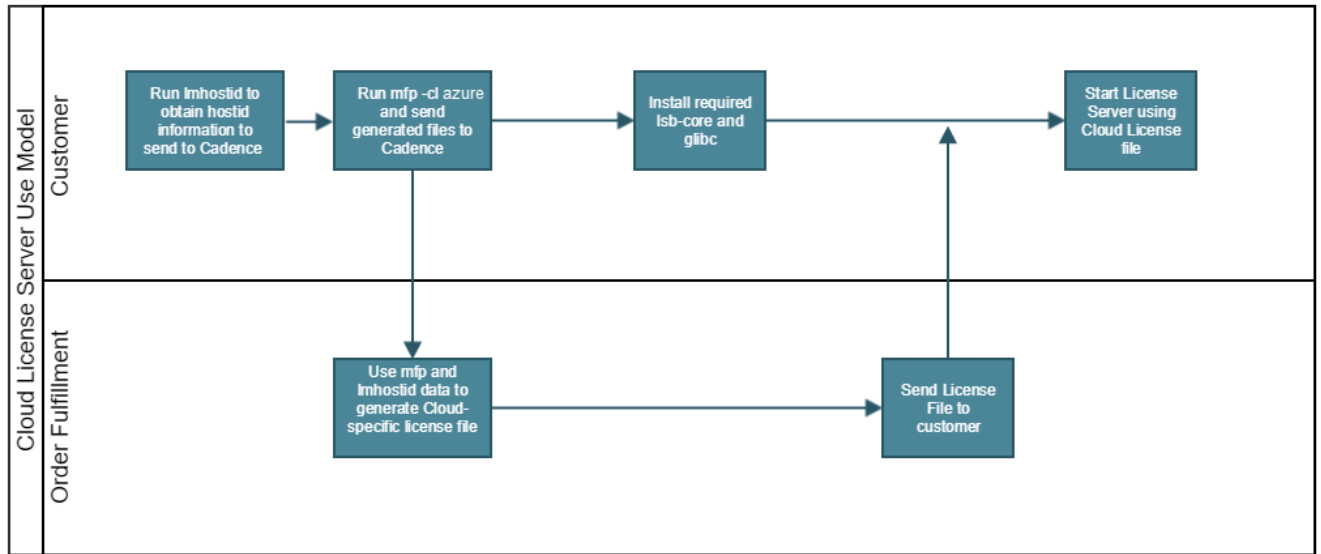 Cloud License Server Use Model
Customer
Run lmhostid to
obtain hostid
information to
send to Cadence
Run mfp -cl azure
and send
generated files to
Cadence
Install required
lsb-core and
glibc
Start License
Server using
Cloud License
file
Order Fulfillment
Use mfp and
lmhostid data to
generate Cloud-
specific license file
Send License
File to
customer